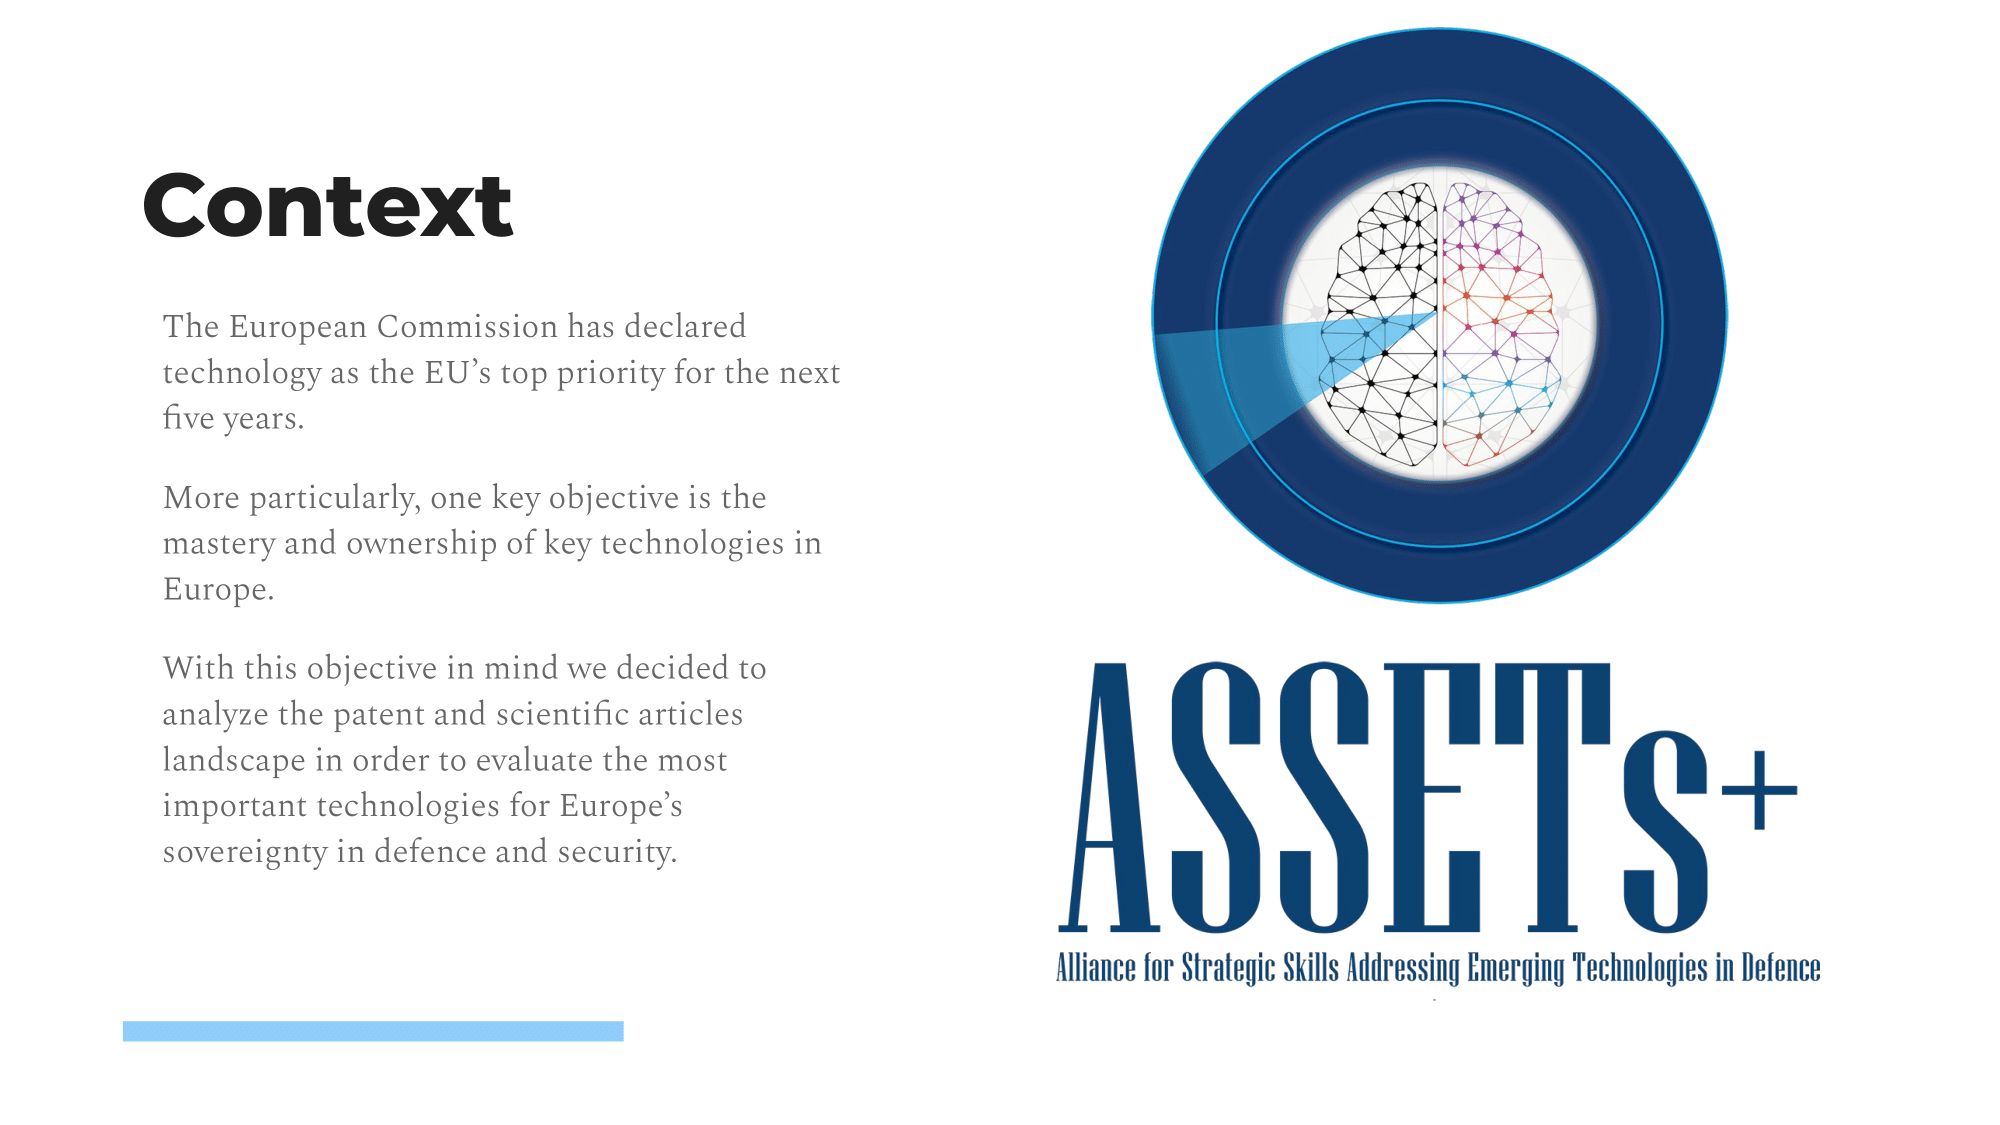 Context
The European Commission has declared
technology as the EU’s top priority for the next
five years.
More particularly, one key objective is the
mastery and ownership of key technologies in
Europe.
With this objective in mind we decided to
analyze the patent and scientific articles
landscape in order to evaluate the most
important technologies for Europe’s
sovereignty in defence and security.
ASSETs+
Alliance for Strategic Skills Addressing Emerging Technologies in Defence